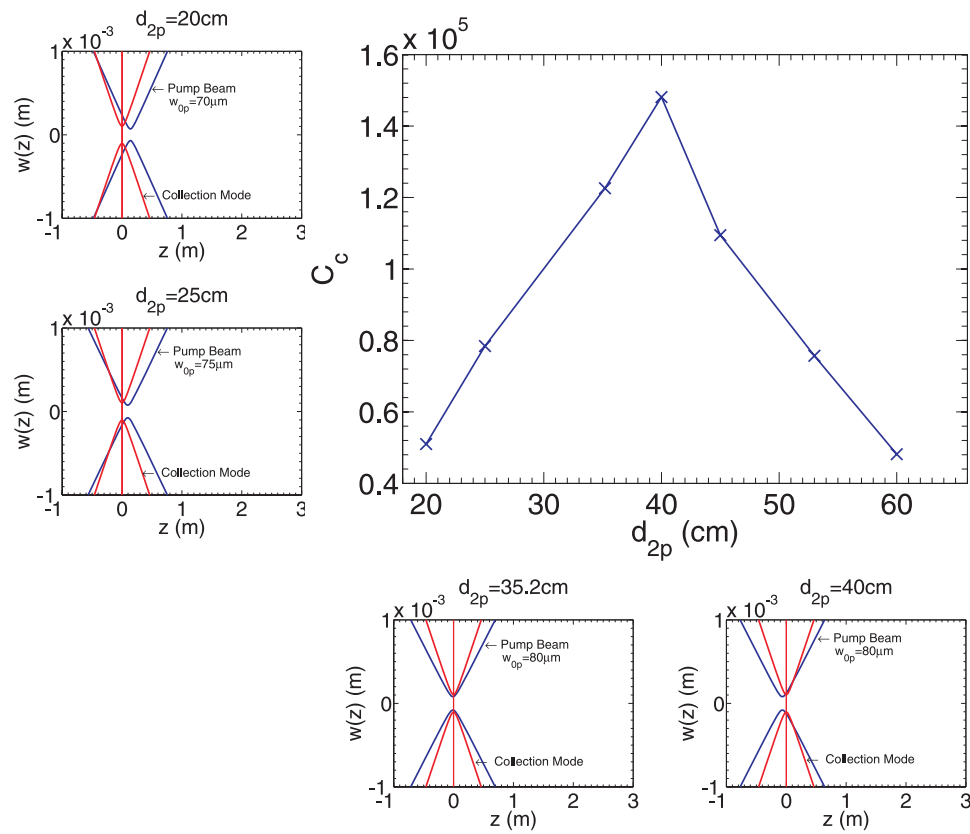 d2p=20cm
x 10-3
1
0
-1
w(z) (m)
Pump Beam
w0p=70μm
Collection Mode
-1 0 1 2 3
z (m)
d2p=25cm
x 10-3
1
0
-1
w(z) (m)
Pump Beam
w0p=75μm
Collection Mode
-1 0 1 2 3
z (m)
x 10^5
1.6
1.4
1.2
1
0.8
0.6
0.4
Cc
20 30 40 50 60
d2p (cm)
d2p=35.2cm
x 10-3
1
0
-1
w(z) (m)
Pump Beam
w0p=80μm
Collection Mode
-1 0 1 2 3
z (m)
d2p=40cm
x 10-3
1
0
-1
w(z) (m)
Pump Beam
w0p=80μm
Collection Mode
-1 0 1 2 3
z (m)